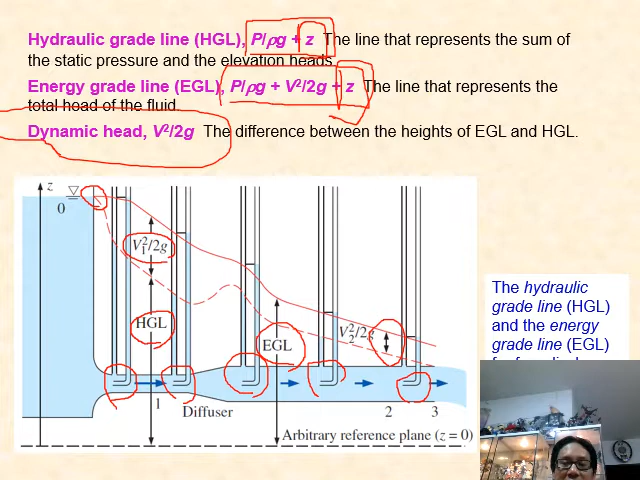 Hydraulic grade line (HGL), P/ρg + z The line that represents the sum of
the static pressure and the elevation heads.
Energy grade line (EGL), P/ρg + V²/2g + z The line that represents the
total head of the fluid.
Dynamic head, V²/2g The difference between the heights of EGL and HGL.
z
0
V₁²/2g
HGL
EGL
V₂²/2g
1
Diffuser
2
3
Arbitrary reference plane (z = 0)
The hydraulic
grade line (HGL)
and the energy
grade line (EGL)